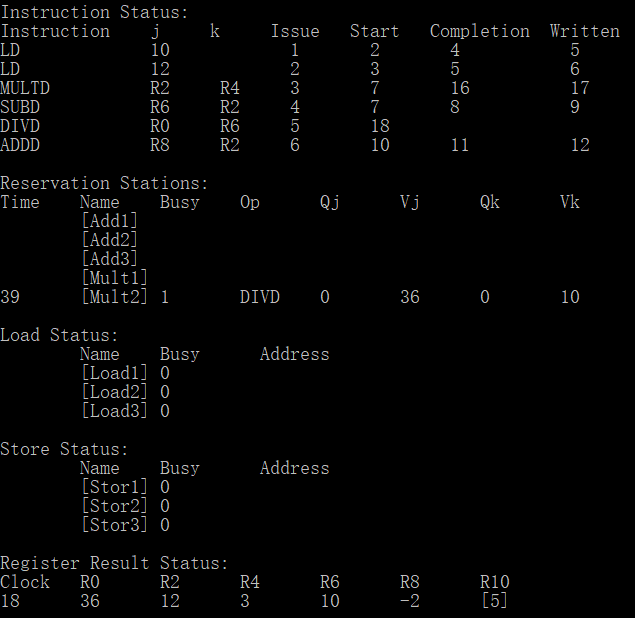 Instruction Status:
Instruction j k Issue Start Completion Written
LD 10 1 2 4 5
LD 12 2 3 5 6
MULTD R2 R4 3 7 16 17
SUBD R6 R2 4 7 8 9
DIVD R0 R6 5 18
ADDD R8 R2 6 10 11 12
Reservation Stations:
Time Name Busy Op Qj Vj Qk Vk
[Add1]
[Add2]
[Add3]
[Mult1]
39 [Mult2] 1 DIVD 0 36 0 10
Load Status:
Name Busy Address
[Load1] 0
[Load2] 0
[Load3] 0
Store Status:
Name Busy Address
[Stor1] 0
[Stor2] 0
[Stor3] 0
Register Result Status:
Clock R0 R2 R4 R6 R8 R10
18 36 12 3 10 -2 [5]